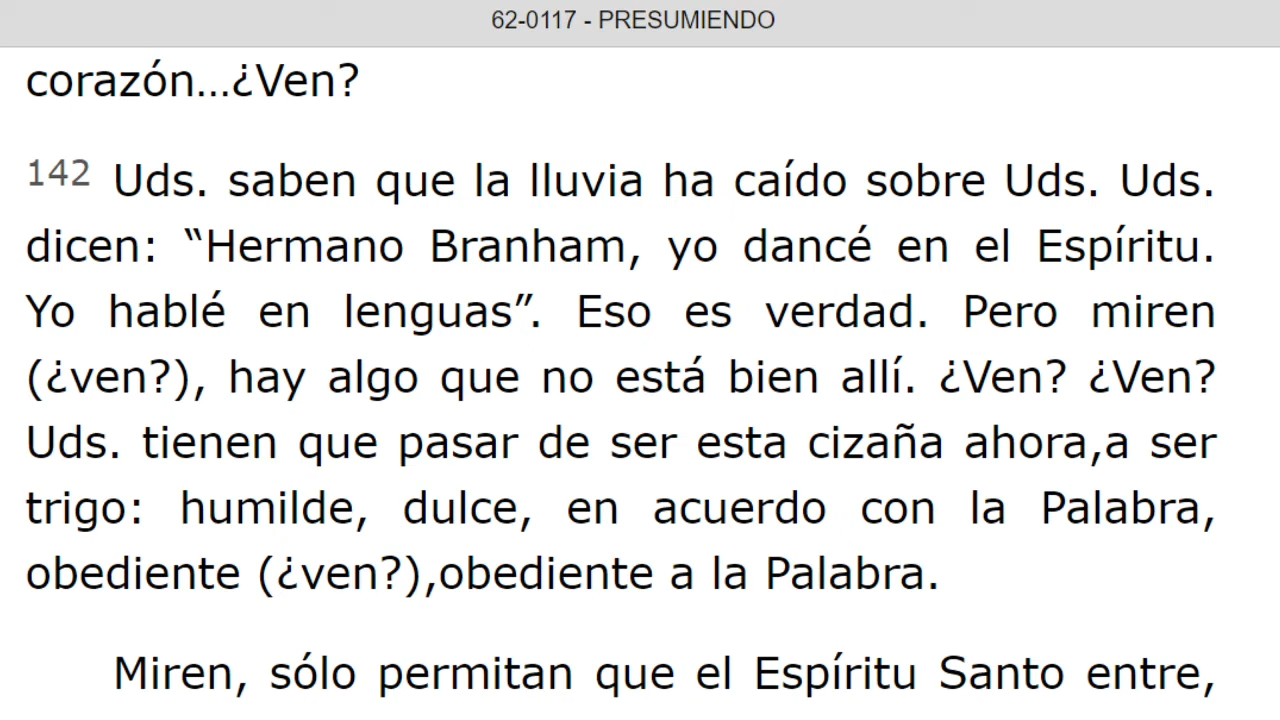 62-0117 - PRESUMIENDO
corazón...¿Ven?
142 Uds. saben que la lluvia ha caído sobre Uds. Uds.
dicen: “Hermano Branham, yo dancé en el Espíritu.
Yo hablé en lenguas”. Eso es verdad. Pero miren
(¿ven?), hay algo que no está bien allí. ¿Ven? ¿Ven?
Uds. tienen que pasar de ser esta cizaña ahora,a ser
trigo: humilde, dulce, en acuerdo con la Palabra,
obediente (¿ven?),obediente a la Palabra.
Miren, sólo permitan que el Espíritu Santo entre,